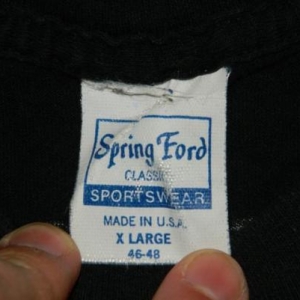 Spring Ford
CLASSIC
SPORTSWEAR
MADE IN U.S.A.
X LARGE
46-48